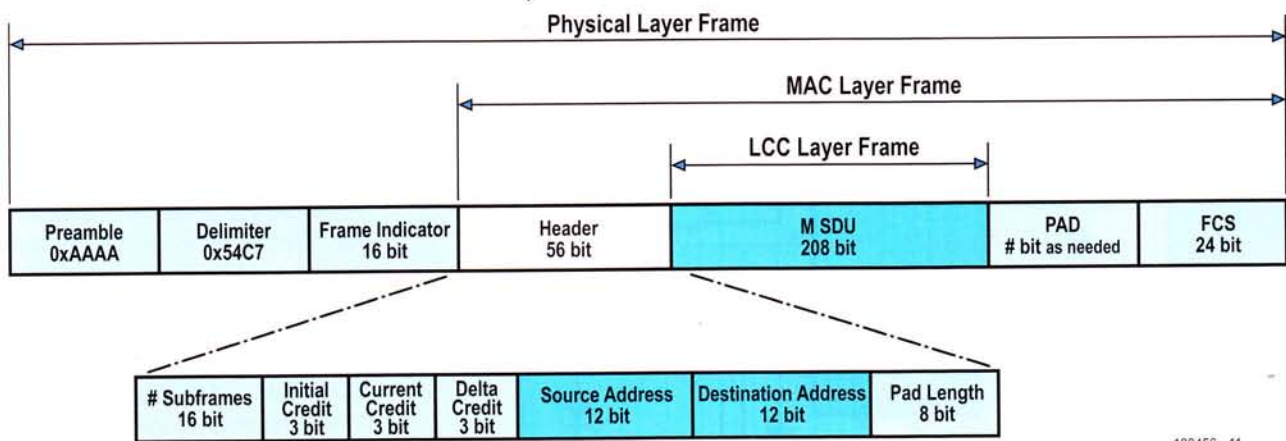 Physical Layer Frame
MAC Layer Frame
LCC Layer Frame
Preamble
0xAAAA
Delimiter
0x54C7
Frame Indicator
16 bit
Header
56 bit
M SDU
208 bit
PAD
# bit as needed
FCS
24 bit
# Subframes
16 bit
Initial
Credit
3 bit
Current
Credit
3 bit
Delta
Credit
3 bit
Source Address
12 bit
Destination Address
12 bit
Pad Length
8 bit